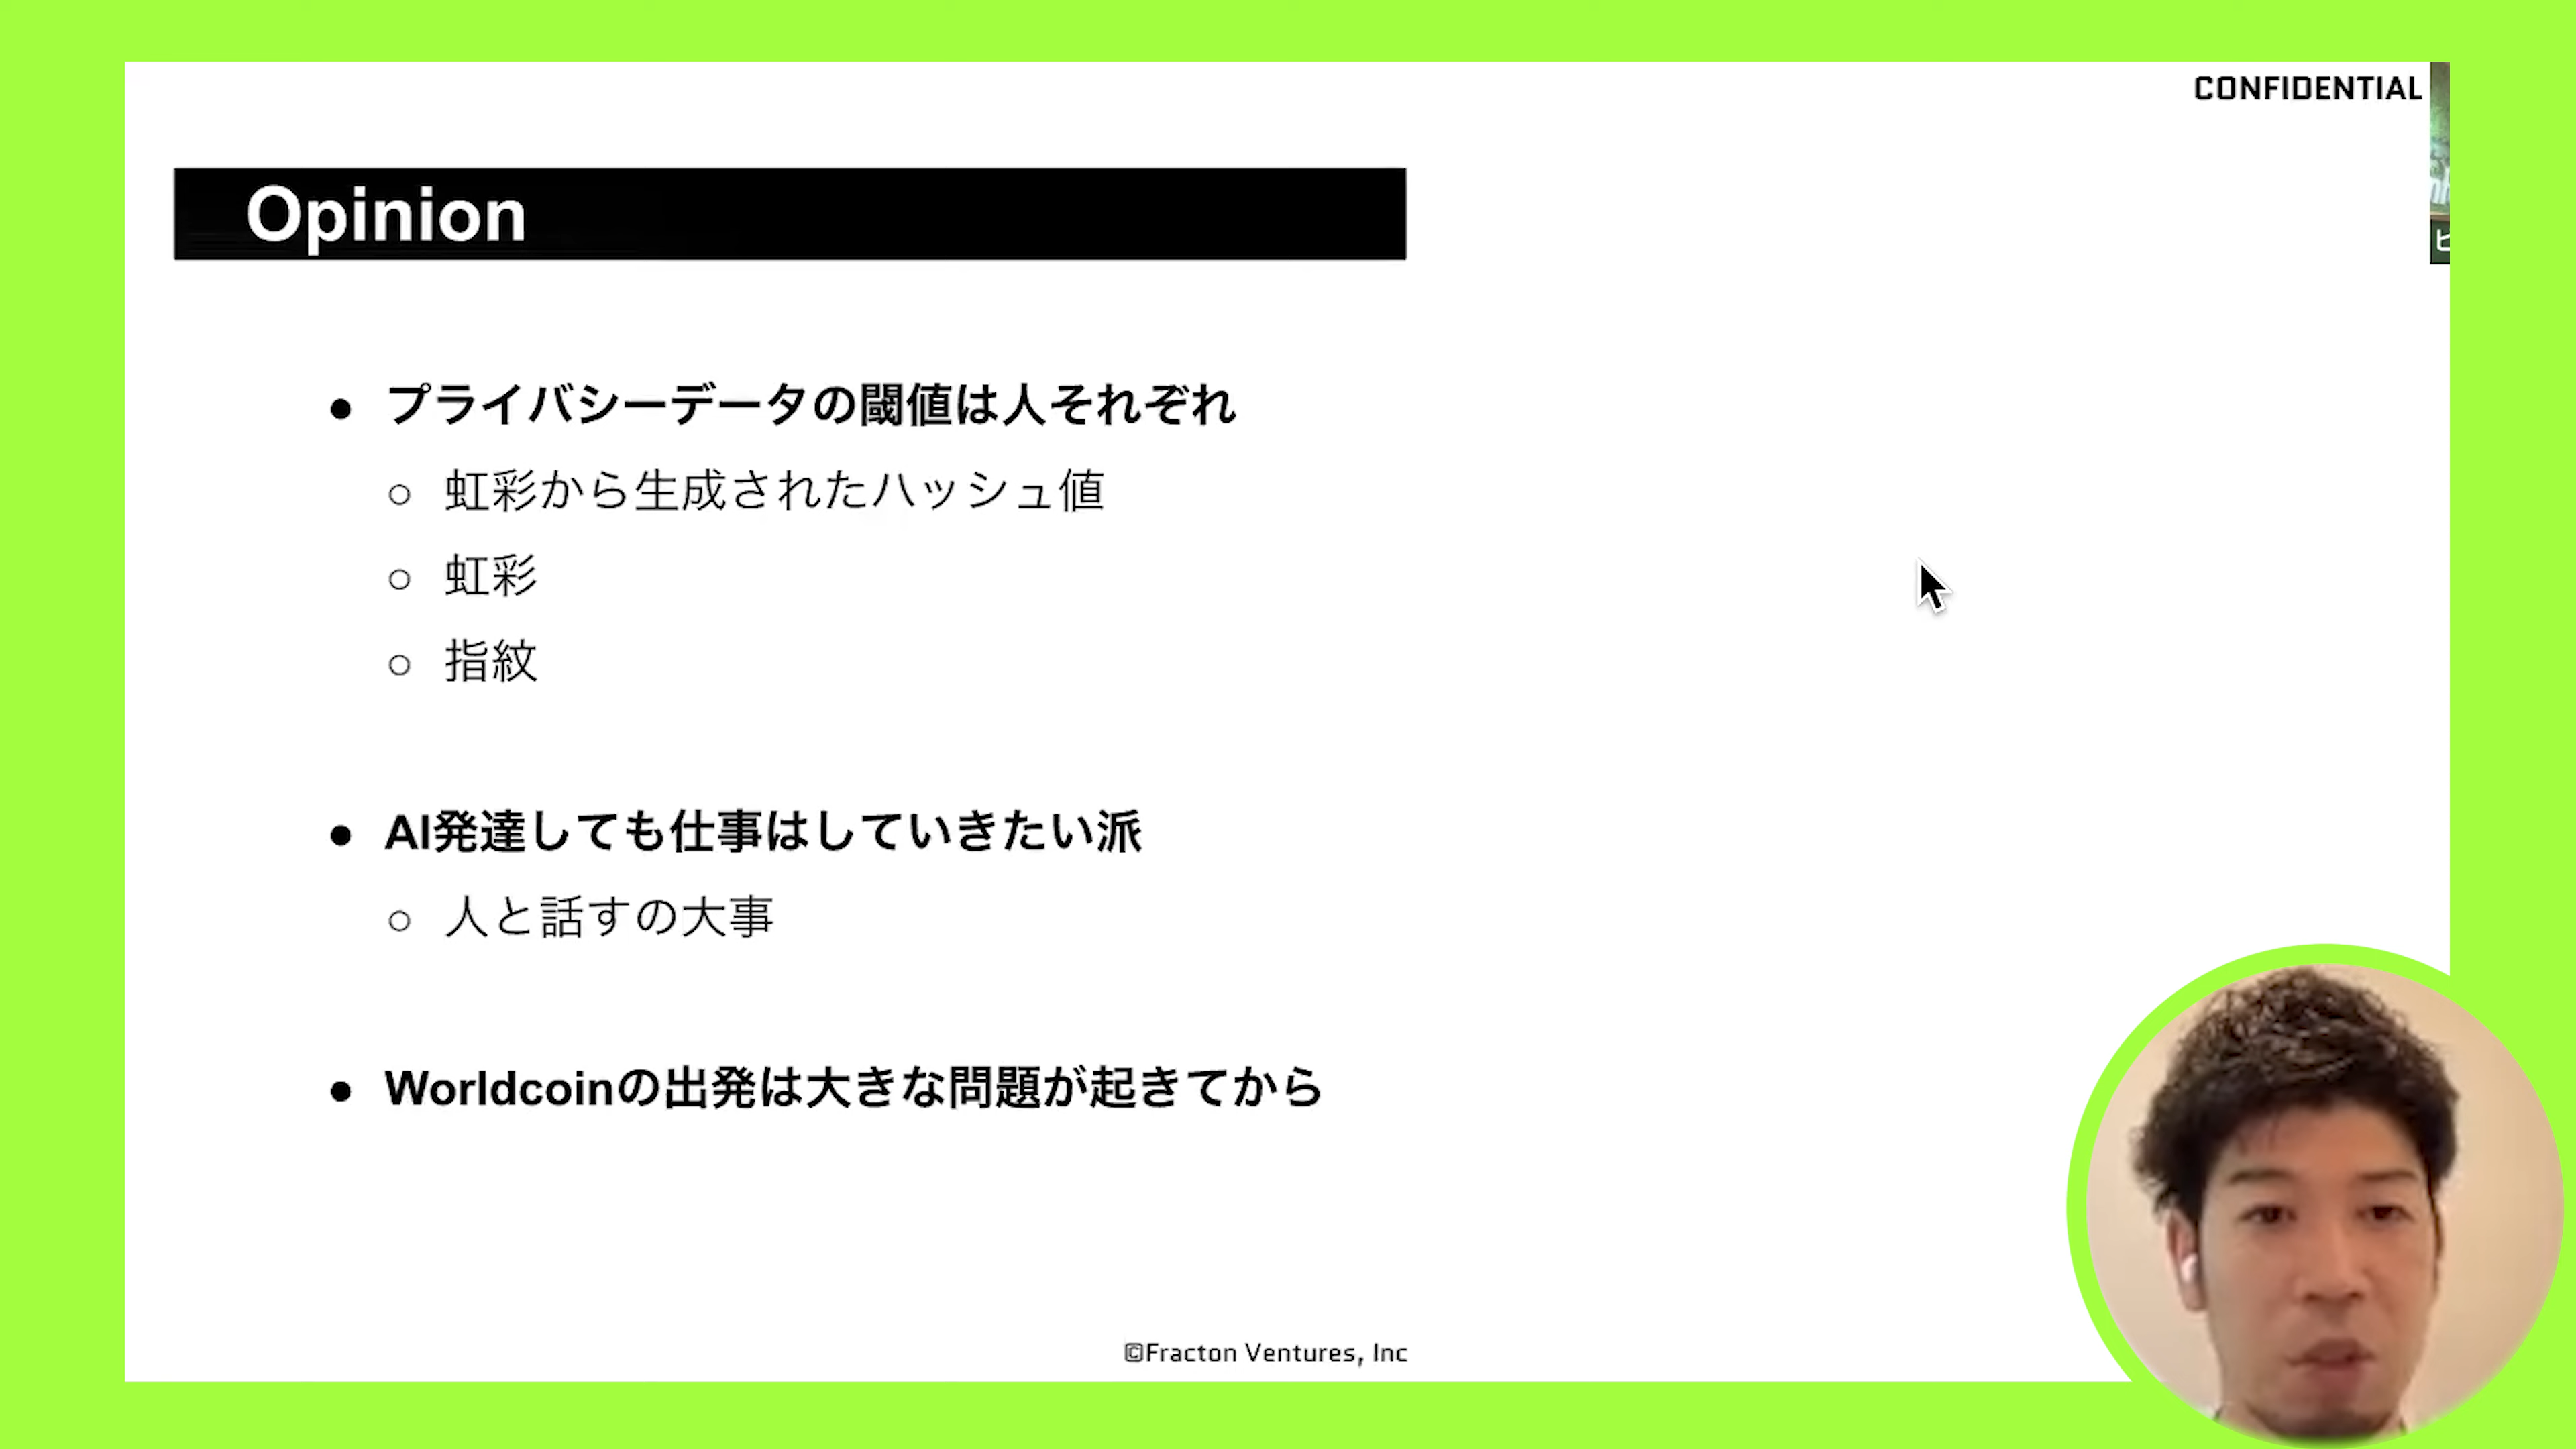 CONFIDENTIAL
Opinion
● プライバシーデータの閾値は人それぞれ
○ 虹彩から生成されたハッシュ値
○ 虹彩
○ 指紋
● AI発達しても仕事はしていきたい派
○ 人と話すの大事
● Worldcoinの出発は大きな問題が起きてから
©Fracton Ventures, Inc